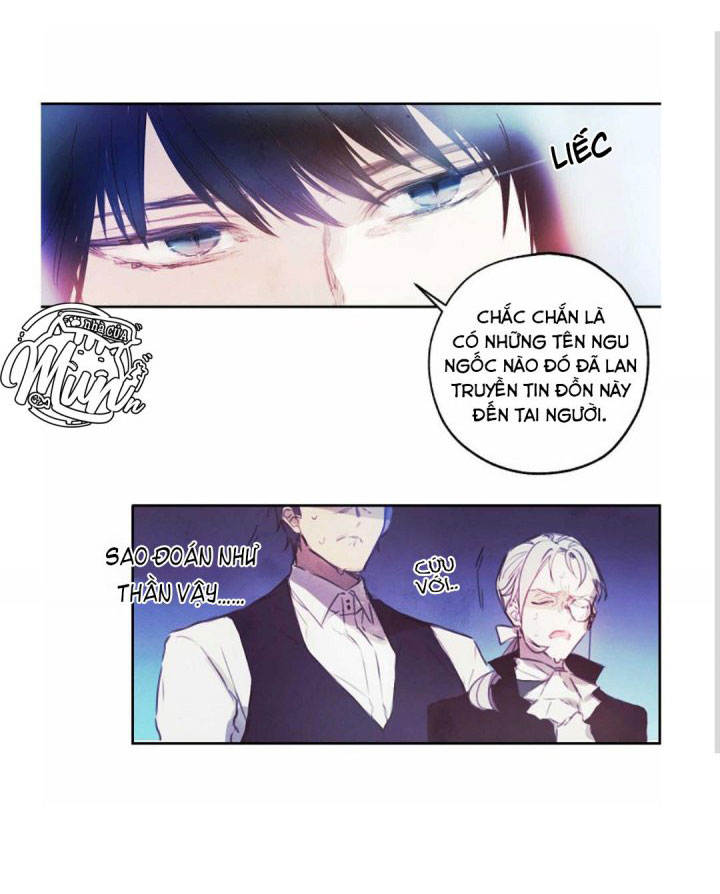 LIẾC
CHẮC CHẮN LÀ
CÓ NHỮNG TÊN NGU
NGỐC NÀO ĐÓ ĐÃ LAN
TRUYỀN TIN ĐỒN NÀY
ĐẾN TAI NGƯỜI.
nhà của
Mun
SAO ĐOÁN NHƯ
THẦN VẬY......
CỨU
VỚI..